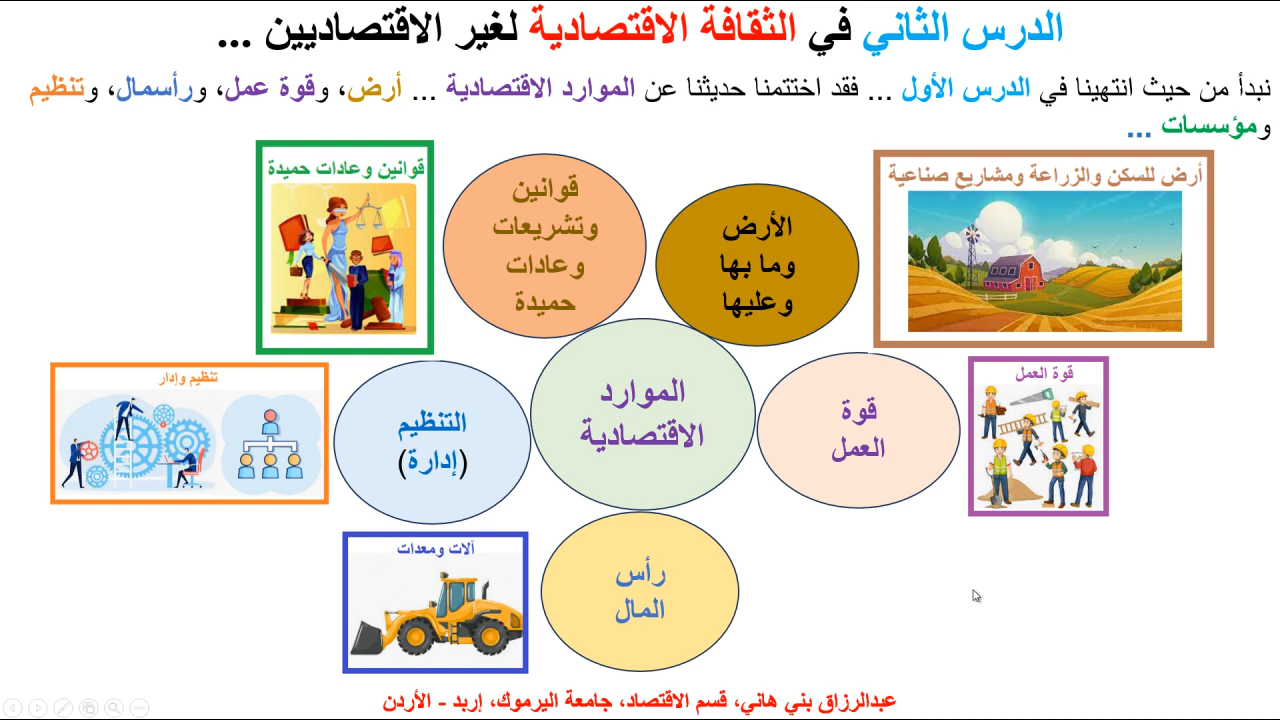 الدرس الثاني في الثقافة الاقتصادية لغير الاقتصاديين ...
نبدأ من حيث انتهينا في الدرس الأول ... فقد اختتمنا حديثنا عن الموارد الاقتصادية ... أرض، وقوة عمل، ورأسمال، وتنظيم
ومؤسسات ...
أرض للسكن والزراعة ومشاريع صناعية
الأرض
وما بها
وعليها
قوانين
وتشريعات
وعادات
حميدة
قوانين وعادات حميدة
قوة العمل
قوة
العمل
الموارد
الاقتصادية
التنظيم
(إدارة)
تنظيم وإدار
رأس
المال
آلات ومعدات
عبدالرزاق بني هاني، قسم الاقتصاد، جامعة اليرموك، إربد - الأردن